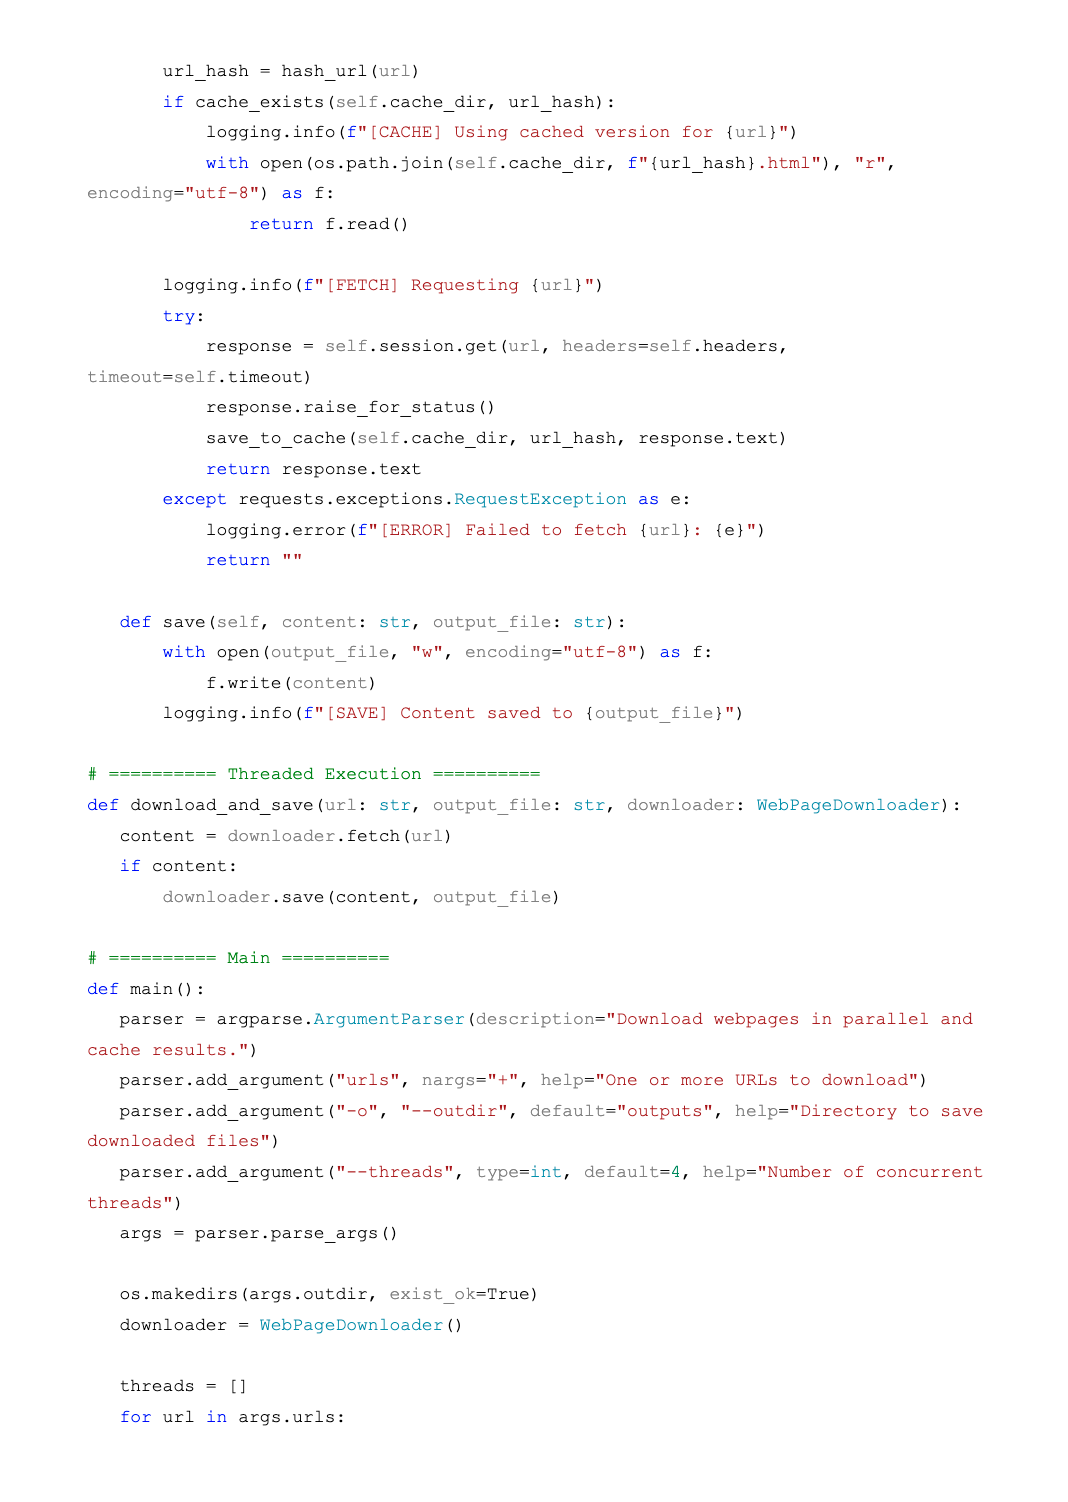 url_hash = hash_url(url)
if cache_exists(self.cache_dir, url_hash):
logging.info(f"[CACHE] Using cached version for {url}")
with open(os.path.join(self.cache_dir, f"{url_hash}.html"), "r",
encoding="utf-8") as f:
return f.read()
logging.info(f"[FETCH] Requesting {url}")
try:
response = self.session.get(url, headers=self.headers,
timeout=self.timeout)
response.raise_for_status()
save_to_cache(self.cache_dir, url_hash, response.text)
return response.text
except requests.exceptions.RequestException as e:
logging.error(f"[ERROR] Failed to fetch {url}: {e}")
return ""
def save(self, content: str, output_file: str):
with open(output_file, "w", encoding="utf-8") as f:
f.write(content)
logging.info(f"[SAVE] Content saved to {output_file}")
# ========== Threaded Execution ==========
def download_and_save(url: str, output_file: str, downloader: WebPageDownloader):
content = downloader.fetch(url)
if content:
downloader.save(content, output_file)
# ========== Main ==========
def main():
parser = argparse.ArgumentParser(description="Download webpages in parallel and
cache results.")
parser.add_argument("urls", nargs="+", help="One or more URLs to download")
parser.add_argument("-o", "--outdir", default="outputs", help="Directory to save
downloaded files")
parser.add_argument("--threads", type=int, default=4, help="Number of concurrent
threads")
args = parser.parse_args()
os.makedirs(args.outdir, exist_ok=True)
downloader = WebPageDownloader()
threads = []
for url in args.urls: